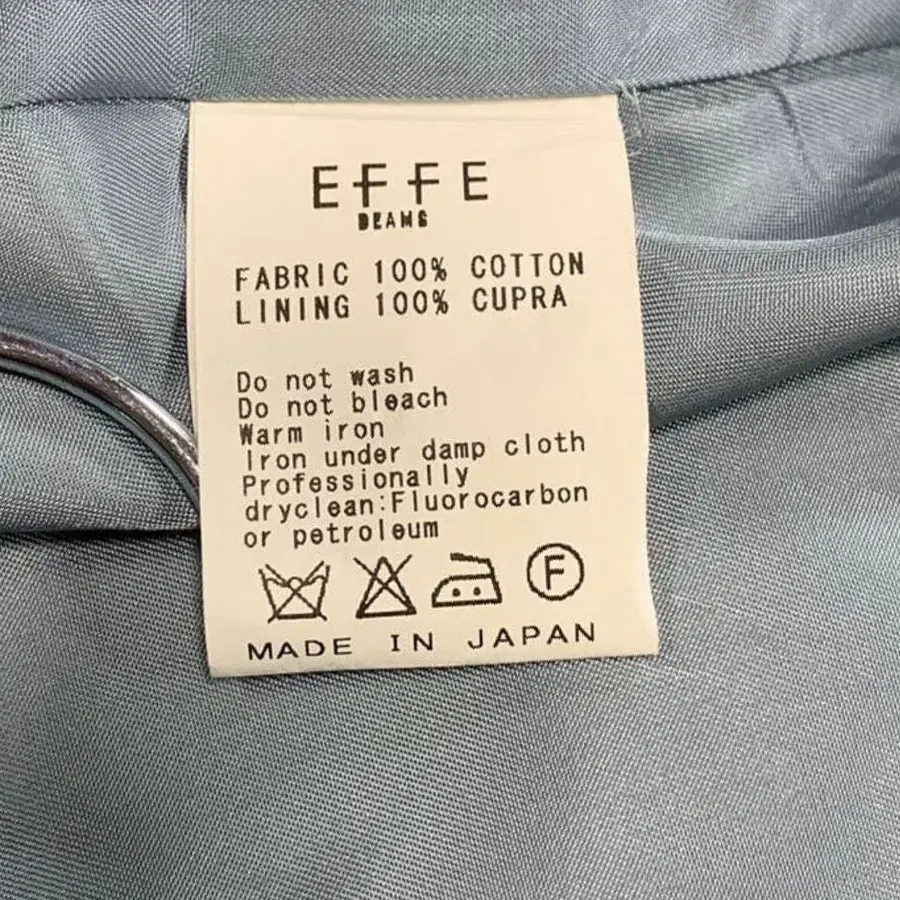 EFFE
BEAMS
FABRIC 100% COTTON
LINING 100% CUPRA
Do not wash
Do not bleach
Warm iron
Iron under damp cloth
Professionally
dryclean:Fluorocarbon
or petroleum
F
MADE IN JAPAN